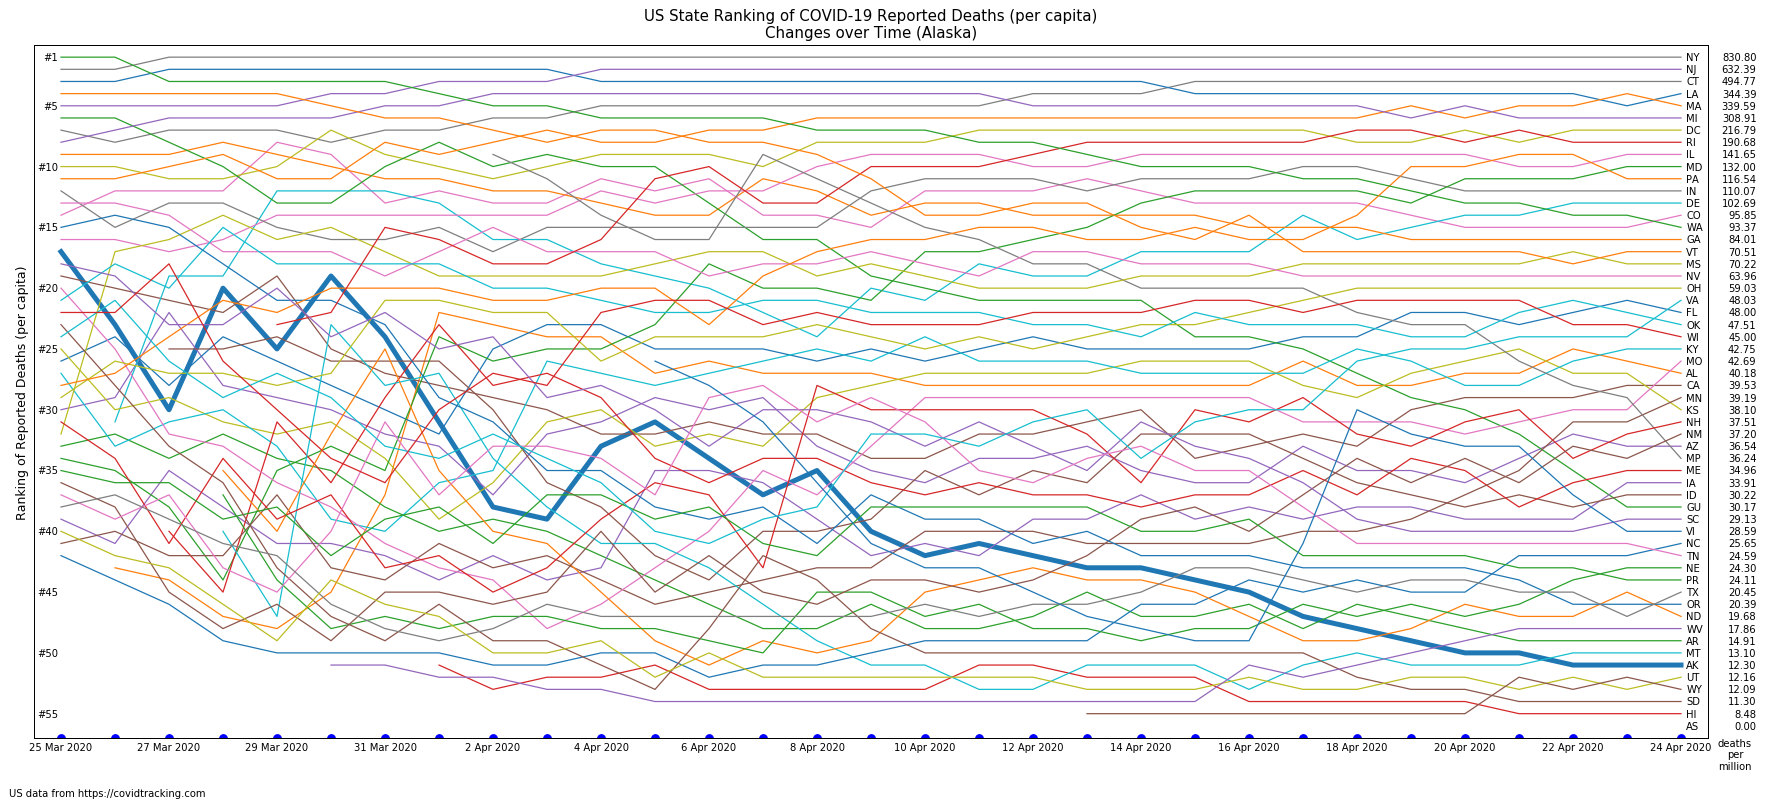 US State Ranking of COVID-19 Reported Deaths (per capita)
Changes over Time (Alaska)
Ranking of Reported Deaths (per capita)
#1
#5
#10
#15
#20
#25
#30
#35
#40
#45
#50
#55
NY 830.80
NJ 632.39
CT 494.77
LA 344.39
MA 339.59
MI 308.91
DC 216.79
RI 190.68
IL 141.65
MD 132.00
PA 116.54
IN 110.07
DE 102.69
CO 95.85
WA 93.37
GA 84.01
VT 70.51
MS 70.22
NV 63.96
OH 59.03
VA 48.03
FL 48.00
OK 47.51
WI 45.00
KY 42.75
MO 42.69
AL 40.18
CA 39.53
MN 39.19
KS 38.10
NH 37.51
NM 37.20
AZ 36.54
MP 36.24
ME 34.96
IA 33.91
ID 30.22
GU 30.17
SC 29.13
VI 28.59
NC 25.65
TN 24.59
NE 24.30
PR 24.11
TX 20.45
OR 20.39
ND 19.68
WV 17.86
AR 14.91
MT 13.10
AK 12.30
UT 12.16
WY 12.09
SD 11.30
HI 8.48
AS 0.00
25 Mar 2020 27 Mar 2020 29 Mar 2020 31 Mar 2020 2 Apr 2020 4 Apr 2020 6 Apr 2020 8 Apr 2020 10 Apr 2020 12 Apr 2020 14 Apr 2020 16 Apr 2020 18 Apr 2020 20 Apr 2020 22 Apr 2020 24 Apr 2020
deaths
per
million
US data from https://covidtracking.com